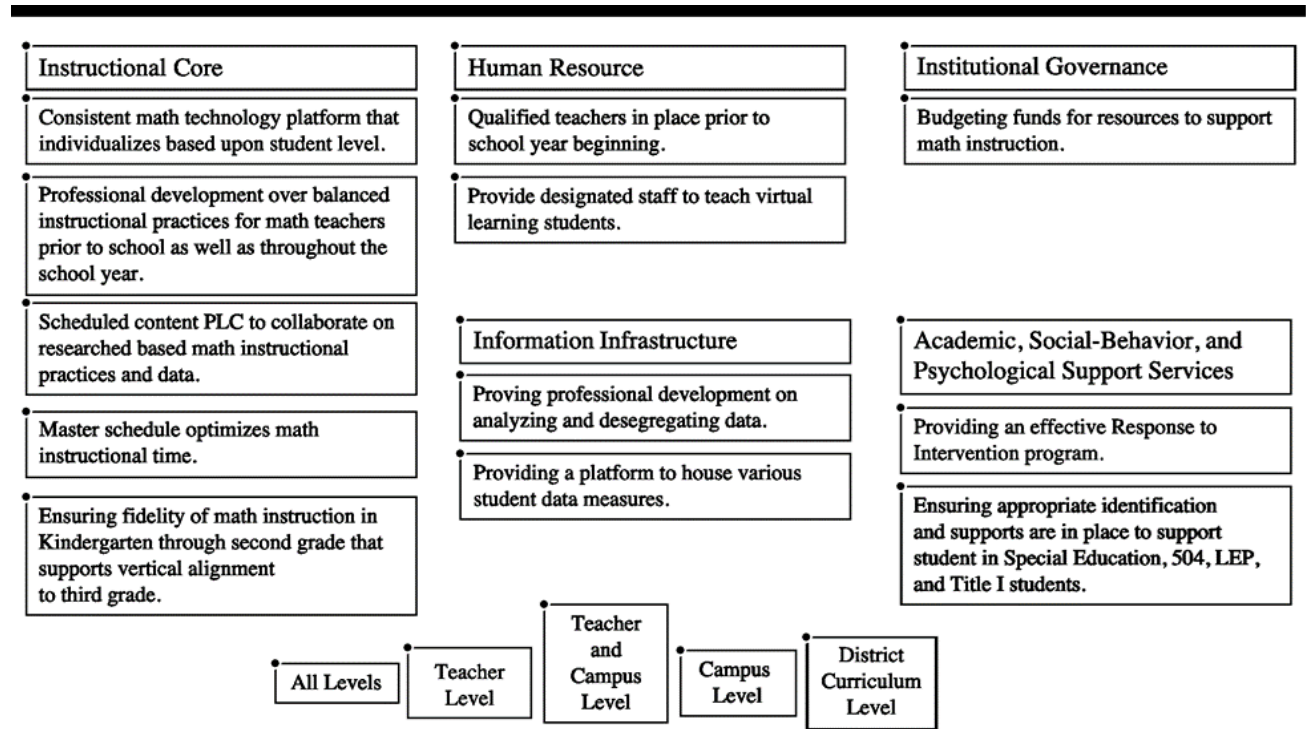 Instructional Core
Consistent math technology platform that
individualizes based upon student level.
Professional development over balanced
instructional practices for math teachers
prior to school as well as throughout the
school year.
Scheduled content PLC to collaborate on
researched based math instructional
practices and data.
Master schedule optimizes math
instructional time.
Ensuring fidelity of math instruction in
Kindergarten through second grade that
supports vertical alignment
to third grade.
Human Resource
Qualified teachers in place prior to
school year beginning.
Provide designated staff to teach virtual
learning students.
Information Infrastructure
Proving professional development on
analyzing and desegregating data.
Providing a platform to house various
student data measures.
Institutional Governance
Budgeting funds for resources to support
math instruction.
Academic, Social-Behavior, and
Psychological Support Services
Providing an effective Response to
Intervention program.
Ensuring appropriate identification
and supports are in place to support
student in Special Education, 504, LEP,
and Title I students.
All Levels
Teacher
Level
Teacher
and
Campus
Level
Campus
Level
District
Curriculum
Level